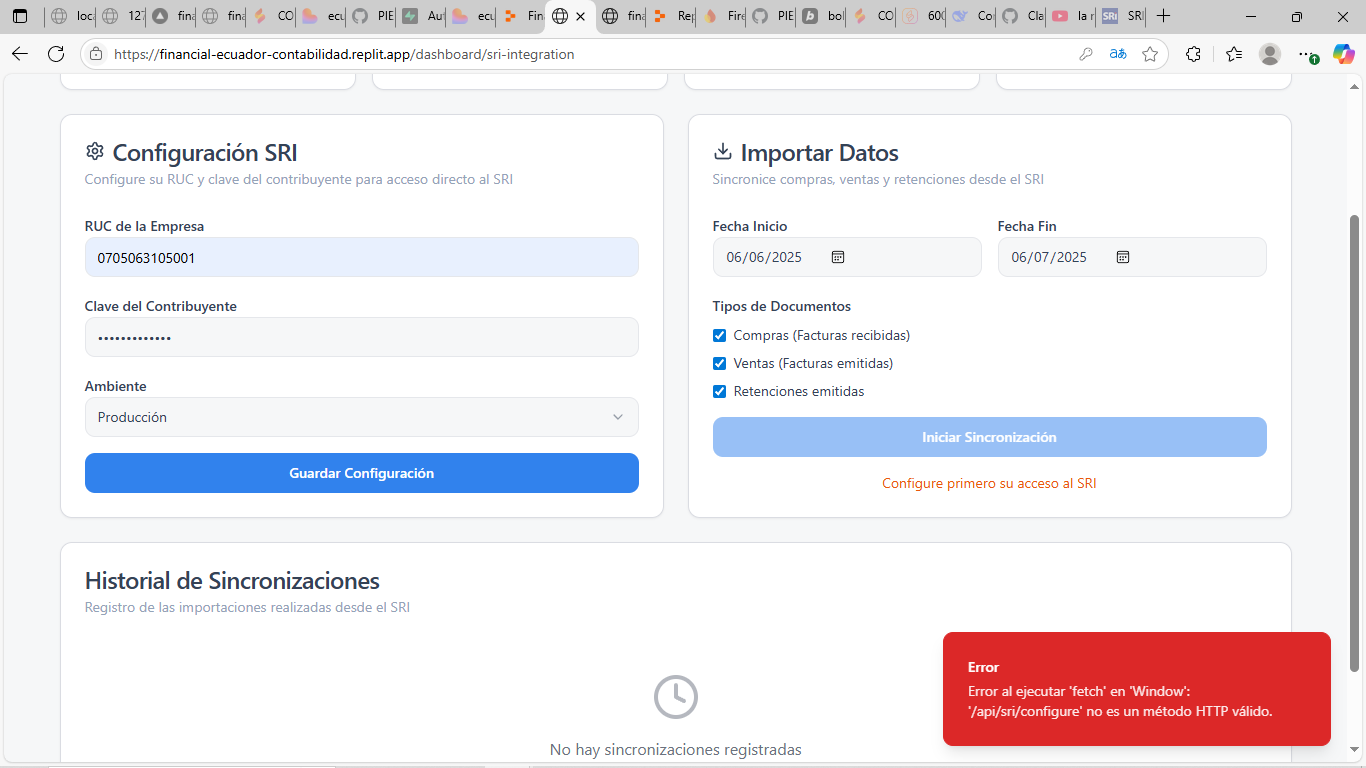 loca
127
fina
fina
CO
ecu
PIE
Aut
ecu
Fina
fina
Rep
Fire
PIE
bol
CO
600
Cor
Cla
la r
SRi
SRI
https://financial-ecuador-contabilidad.replit.app/dashboard/sri-integration
Configuración SRI
Configure su RUC y clave del contribuyente para acceso directo al SRI
RUC de la Empresa
0705063105001
Clave del Contribuyente
•••••••••••••
Ambiente
Producción
Guardar Configuración
Importar Datos
Sincronice compras, ventas y retenciones desde el SRI
Fecha Inicio
Fecha Fin
06/06/2025
06/07/2025
Tipos de Documentos
Compras (Facturas recibidas)
Ventas (Facturas emitidas)
Retenciones emitidas
Iniciar Sincronización
Configure primero su acceso al SRI
Historial de Sincronizaciones
Registro de las importaciones realizadas desde el SRI
No hay sincronizaciones registradas
Error
Error al ejecutar 'fetch' en 'Window':
'/api/sri/configure' no es un método HTTP válido.